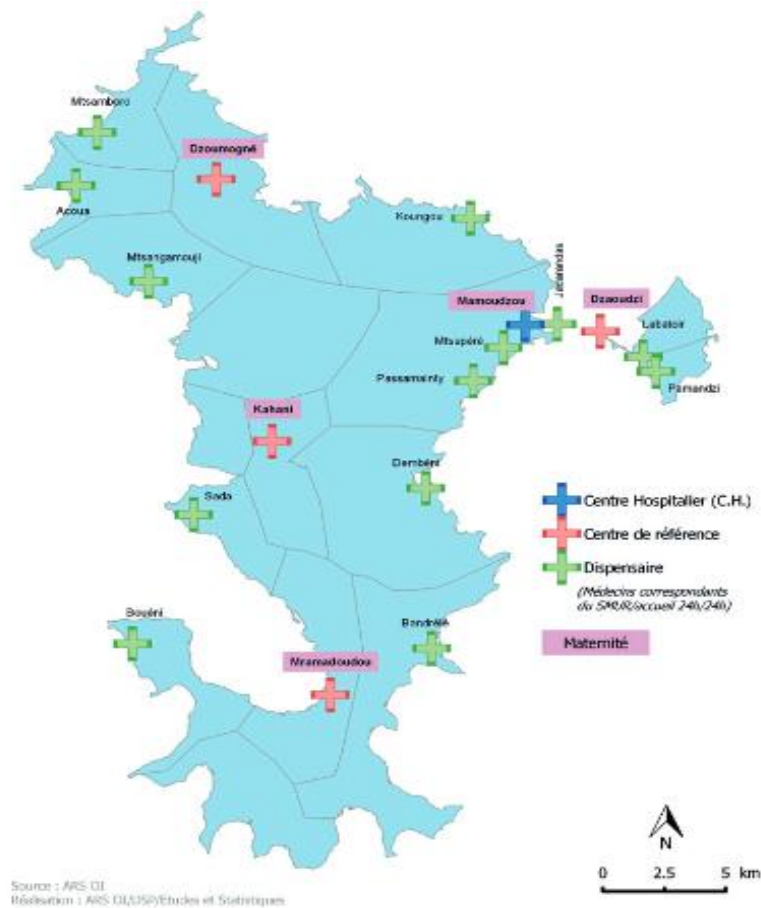 Mtsamboro
Dzoumogné
Acoua
Koungou
Mtsangamouji
Jacarandas
Mamoudzou
Dzaoudzi
Labattoir
Mtsapéré
Pamandzi
Passamainty
Kahani
Dembéni
Sada
Centre Hospitalier (C.H.)
Centre de référence
Dispensaire
(Médecins correspondants
du SMUR/accueil 24h/24h)
Bouéni
Bandrélé
Maternité
Mramadoudou
N
0 2.5 5 km
Source : ARS OI
Réalisation : ARS OI/DSP/Etudes et Statistiques